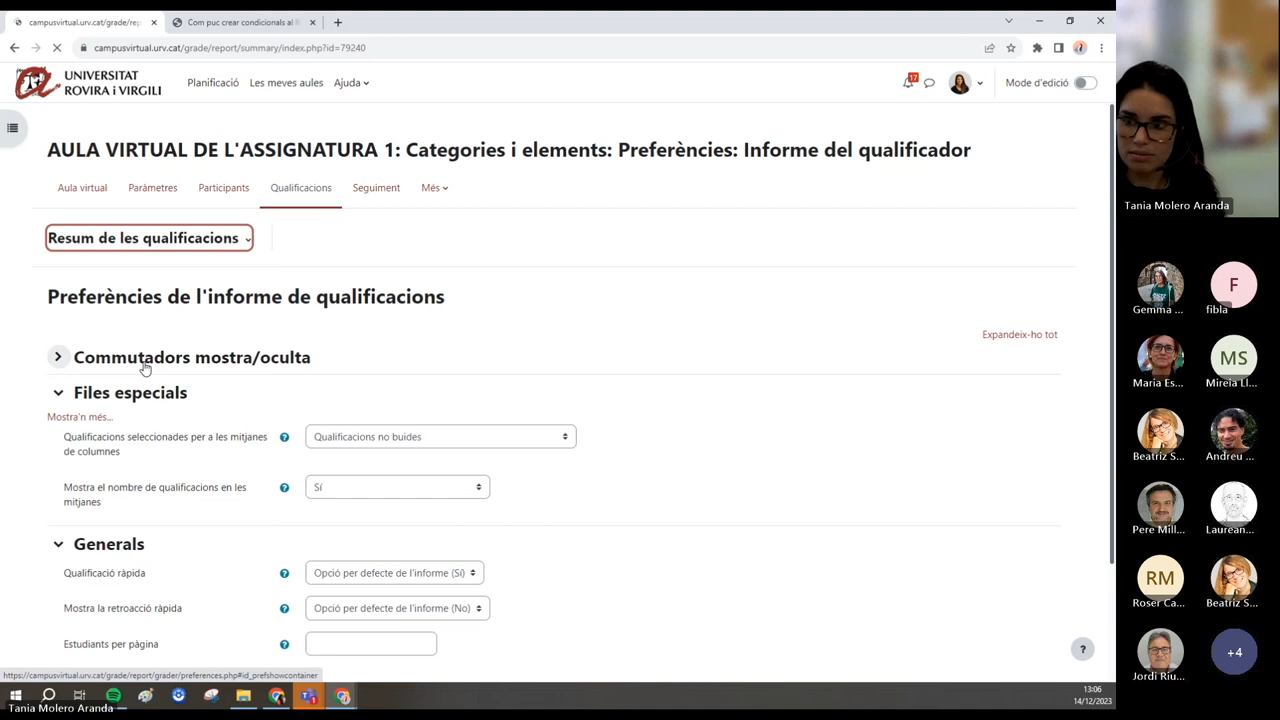 campusvirtual.urv.cat/grade/rep
Com puc crear condicionals al l
campusvirtual.urv.cat/grade/report/summary/index.php?id=79240
UNIVERSITAT
ROVIRA i VIRGILI
Planificació
Les meves aules
Ajuda
17
Mode d'edició
AULA VIRTUAL DE L'ASSIGNATURA 1: Categories i elements: Preferències: Informe del qualificador
Aula virtual
Paràmetres
Participants
Qualificacions
Seguiment
Més
Resum de les qualificacions
Preferències de l'informe de qualificacions
Expandeix-ho tot
Commutadors mostra/oculta
Files especials
Mostra'n més...
Qualificacions seleccionades per a les mitjanes
de columnes
Qualificacions no buides
Mostra el nombre de qualificacions en les
mitjanes
Sí
Generals
Qualificació ràpida
Opció per defecte de l'informe (Sí)
Mostra la retroacció ràpida
Opció per defecte de l'informe (No)
Estudiants per pàgina
?
https://campusvirtual.urv.cat/grade/report/grader/preferences.php#id_prefshowcontainer
13:06
14/12/2023
Tania Molero Aranda
Tania Molero Aranda
Gemma ...
F
fibla
Maria Es...
MS
Mireia Ll...
Beatriz S...
Andreu ...
Pere Mill...
Laurean...
RM
Roser Ca...
Beatriz S...
Jordi Riu...
+4